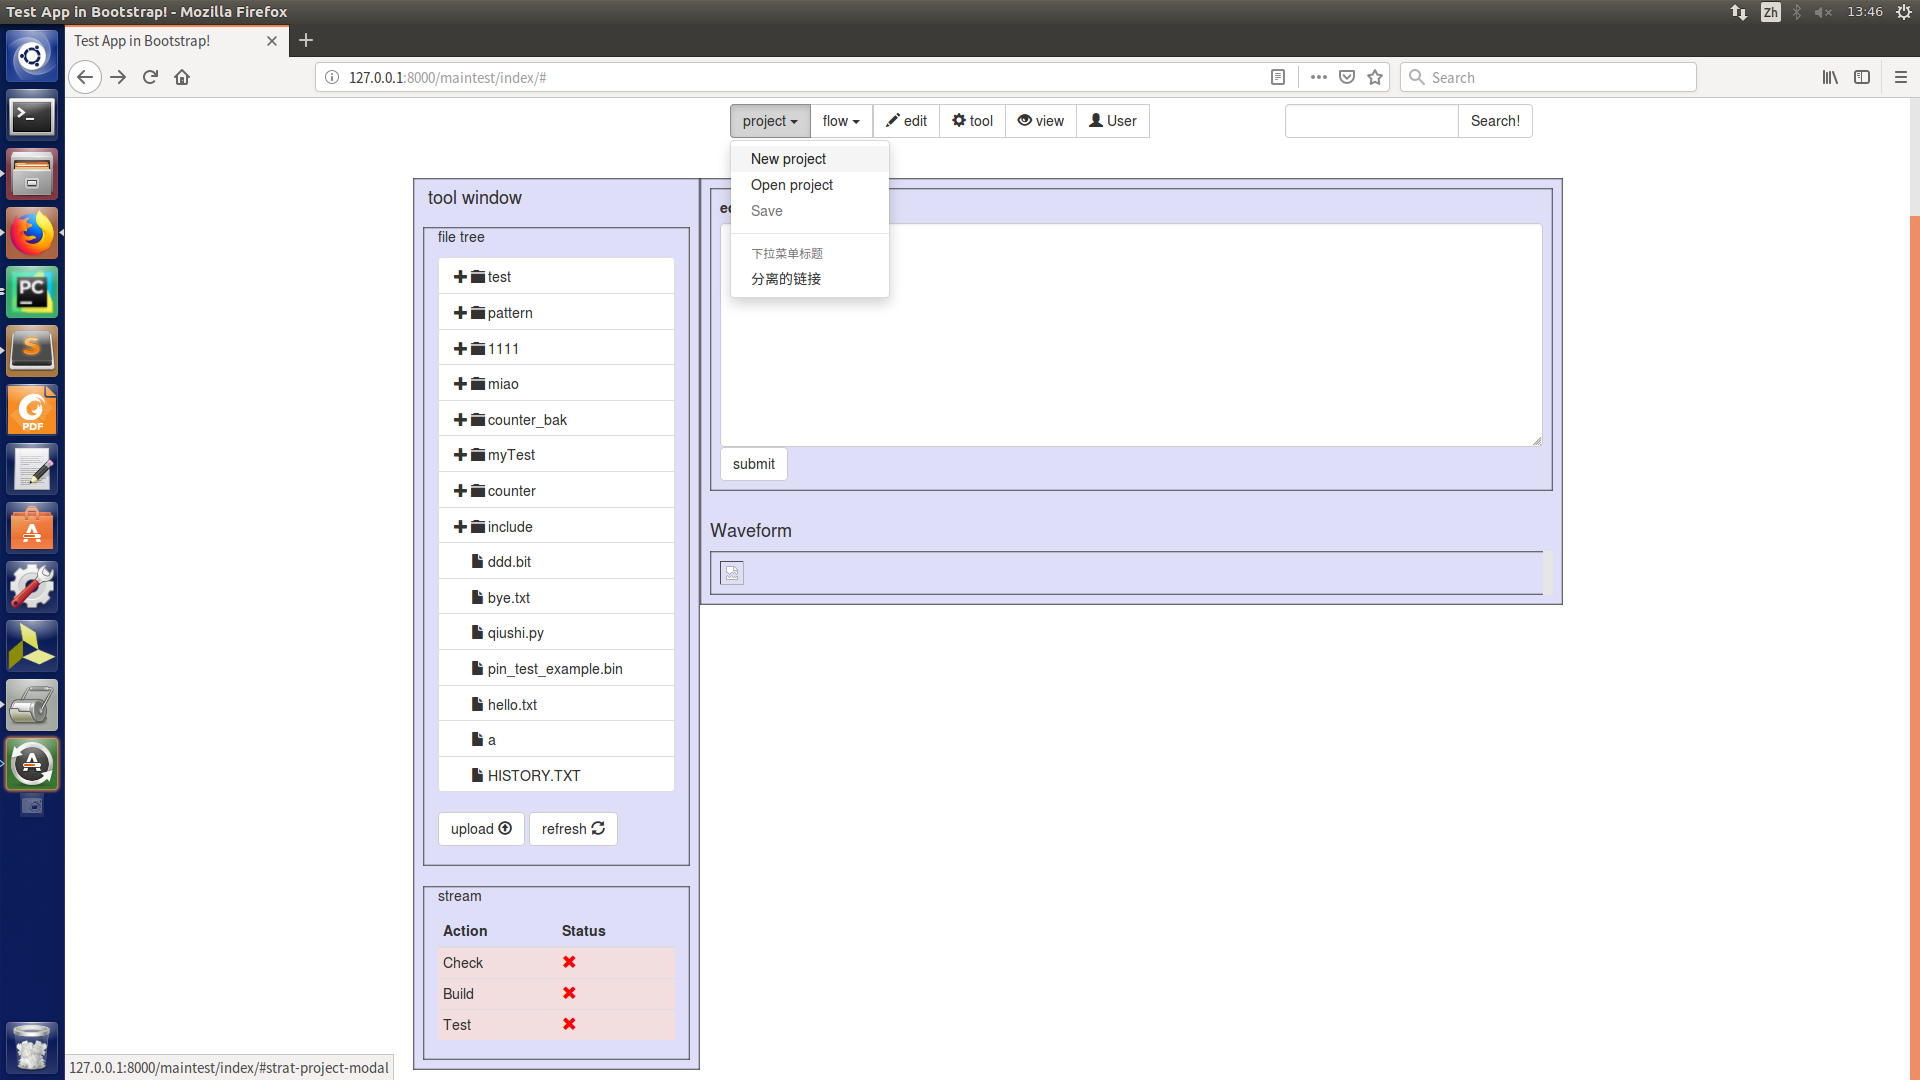 Test App in Bootstrap! - Mozilla Firefox
Zh
13:46
Test App in Bootstrap!
127.0.0.1:8000/maintest/index/#
Search
project
flow
edit
tool
view
User
Search!
New project
Open project
Save
下拉菜单标题
分离的链接
tool window
file tree
test
pattern
1111
miao
counter_bak
myTest
counter
include
ddd.bit
bye.txt
qiushi.py
pin_test_example.bin
hello.txt
a
HISTORY.TXT
upload
refresh
submit
Waveform
stream
Action Status
Check
Build
Test
PC
S
PDF
127.0.0.1:8000/maintest/index/#strat-project-modal